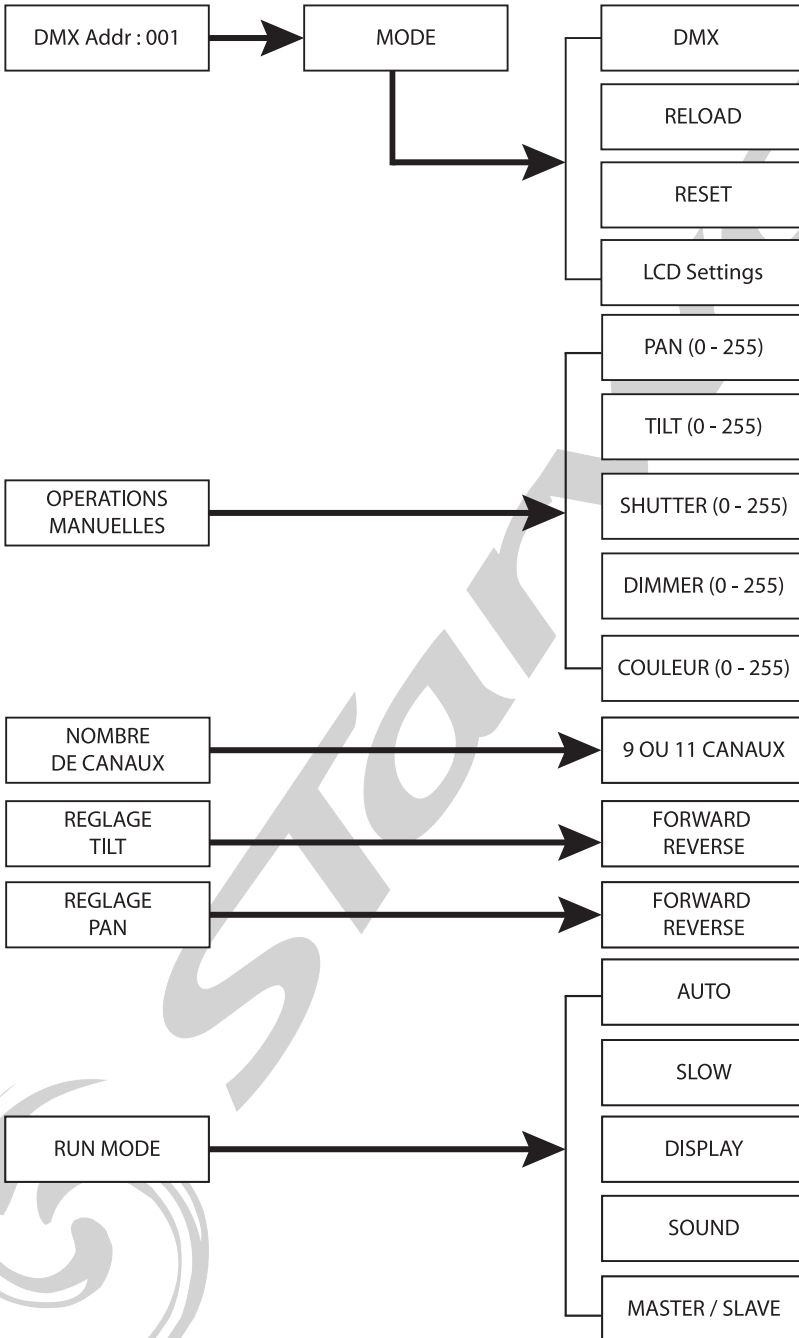 DMX Addr : 001
MODE
DMX
RELOAD
RESET
LCD Settings
OPERATIONS
MANUELLES
PAN (0 - 255)
TILT (0 - 255)
SHUTTER (0 - 255)
DIMMER (0 - 255)
COULEUR (0 - 255)
NOMBRE
DE CANAUX
9 OU 11 CANAUX
REGLAGE
TILT
FORWARD
REVERSE
REGLAGE
PAN
FORWARD
REVERSE
RUN MODE
AUTO
SLOW
DISPLAY
SOUND
MASTER / SLAVE